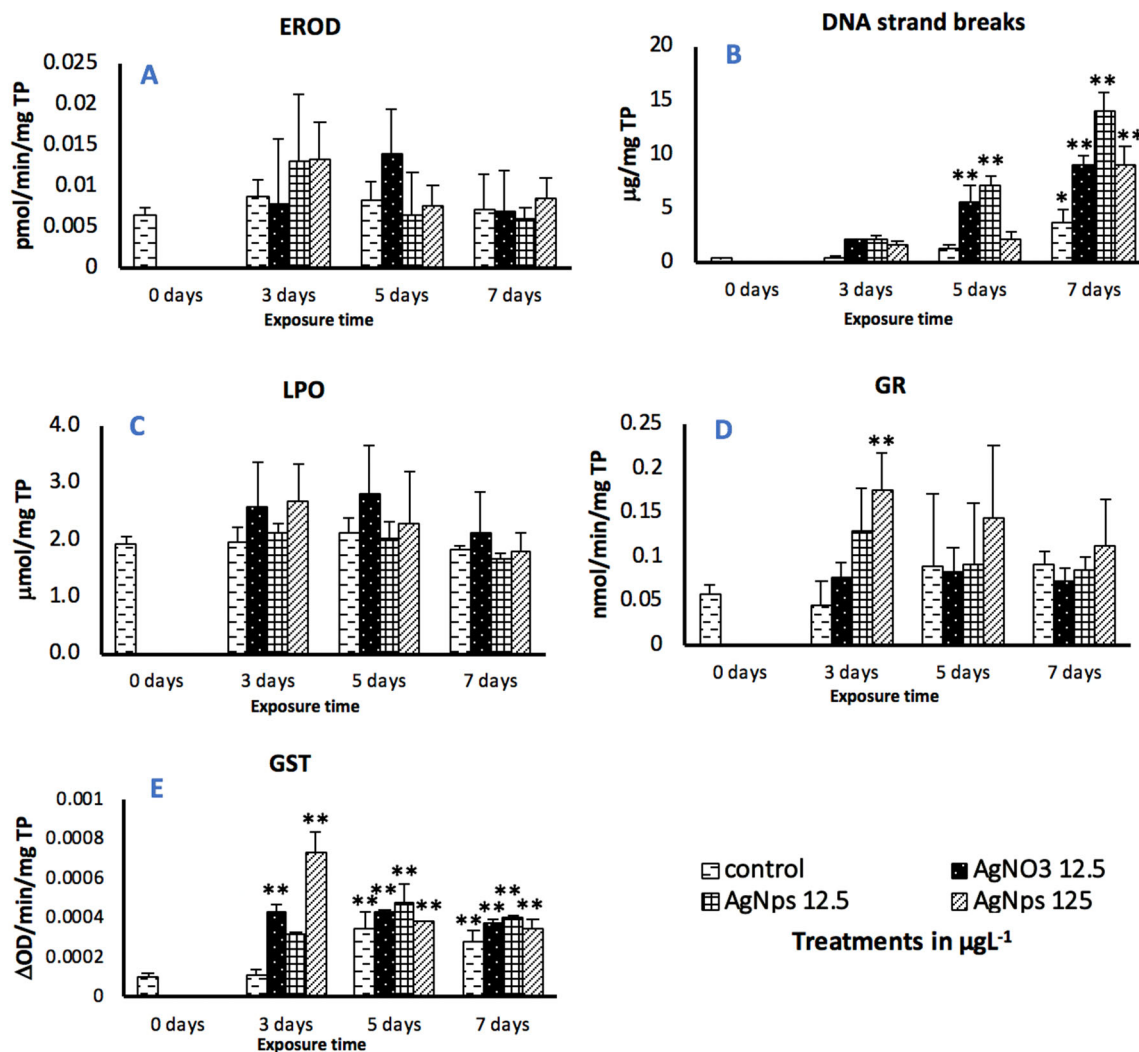 EROD
A
pmol/min/mg TP
0.025
0.02
0.015
0.01
0.005
0
0 days 3 days 5 days 7 days
Exposure time
DNA strand breaks
B
µg/mg TP
20
15
10
5
0
** ** ** * ** ** **
0 days 3 days 5 days 7 days
Exposure time
LPO
C
µmol/mg TP
4.0
3.0
2.0
1.0
0.0
0 days 3 days 5 days 7 days
Exposure time
GR
D
nmol/min/mg TP
0.25
0.2
0.15
0.1
0.05
0
**
0 days 3 days 5 days 7 days
Exposure time
GST
E
ΔOD/min/mg TP
0.001
0.0008
0.0006
0.0004
0.0002
0
** ** ** ** ** ** ** ** ** **
0 days 3 days 5 days 7 days
Exposure time
control AgNO3 12.5
AgNps 12.5 AgNps 125
Treatments in µgL⁻¹